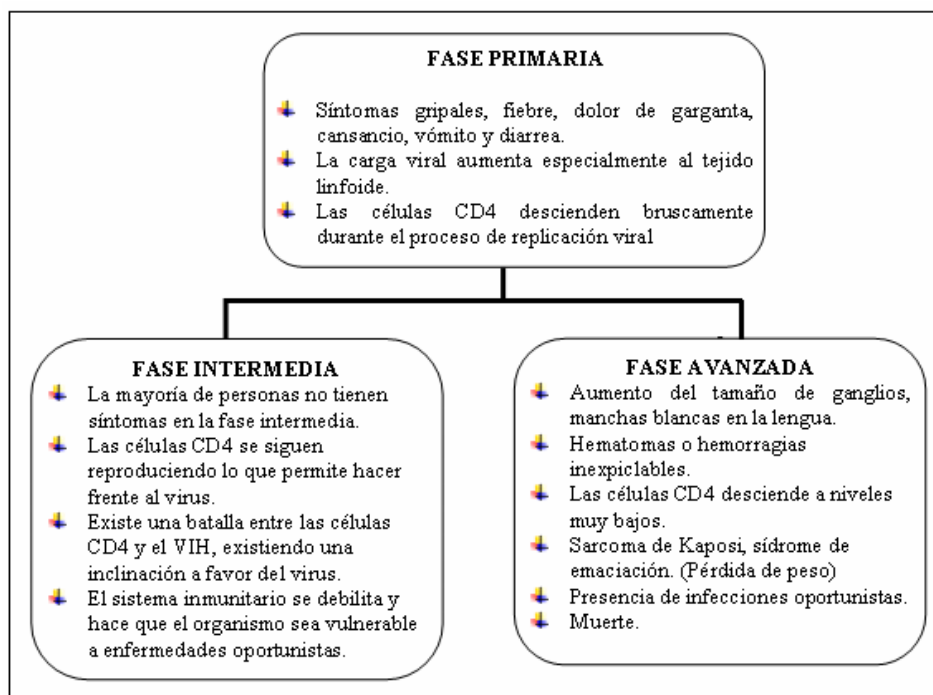 FASE PRIMARIA
Síntomas gripales, fiebre, dolor de garganta,
cansancio, vómito y diarrea.
La carga viral aumenta especialmente al tejido
linfoide.
Las células CD4 descienden bruscamente
durante el proceso de replicación viral
FASE INTERMEDIA
La mayoría de personas no tienen
síntomas en la fase intermedia.
Las células CD4 se siguen
reproduciendo lo que permite hacer
frente al virus.
Existe una batalla entre las células
CD4 y el VIH, existiendo una
inclinación a favor del virus.
El sistema inmunitario se debilita y
hace que el organismo sea vulnerable
a enfermedades oportunistas.
FASE AVANZADA
Aumento del tamaño de ganglios,
manchas blancas en la lengua.
Hematomas o hemorragias
inexpiclables.
Las células CD4 desciende a niveles
muy bajos.
Sarcoma de Kaposi, sídrome de
emaciación. (Pérdida de peso)
Presencia de infecciones oportunistas.
Muerte.